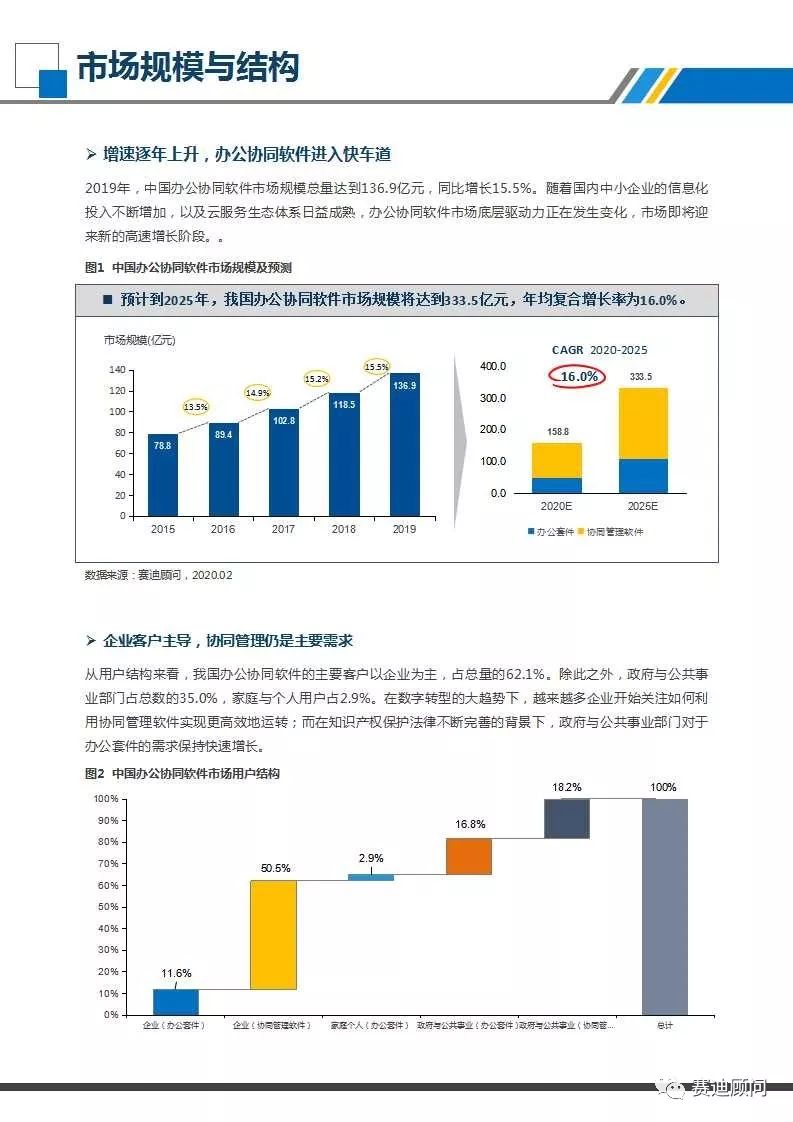 市场规模与结构
➢ 增速逐年上升，办公协同软件进入快车道
2019年，中国办公协同软件市场规模总量达到136.9亿元，同比增长15.5%。随着国内中小企业的信息化
投入不断增加，以及云服务生态体系日益成熟，办公协同软件市场底层驱动力正在发生变化，市场即将迎
来新的高速增长阶段。。
图1 中国办公协同软件市场规模及预测
■ 预计到2025年，我国办公协同软件市场规模将达到333.5亿元，年均复合增长率为16.0%。
市场规模(亿元)
140
120
100
80
60
40
20
0
13.5%
14.9%
15.2%
15.5%
78.8
89.4
102.8
118.5
136.9
2015
2016
2017
2018
2019
CAGR 2020-2025
16.0%
400.0
300.0
200.0
100.0
0.0
158.8
333.5
2020E
2025E
办公套件
协同管理软件
数据来源：赛迪顾问，2020.02
➢ 企业客户主导，协同管理仍是主要需求
从用户结构来看，我国办公协同软件的主要客户以企业为主，占总量的62.1%。除此之外，政府与公共事
业部门占总数的35.0%，家庭与个人用户占2.9%。在数字转型的大趋势下，越来越多企业开始关注如何利
用协同管理软件实现更高效地运转；而在知识产权保护法律不断完善的背景下，政府与公共事业部门对于
办公套件的需求保持快速增长。
图2 中国办公协同软件市场用户结构
100%
90%
80%
70%
60%
50%
40%
30%
20%
10%
0%
11.6%
50.5%
2.9%
16.8%
18.2%
100%
企业（办公套件）
企业（协同管理软件）
家庭个人（办公套件）
政府与公共事业（办公套件）
政府与公共事业（协同管...
总计
赛迪顾问